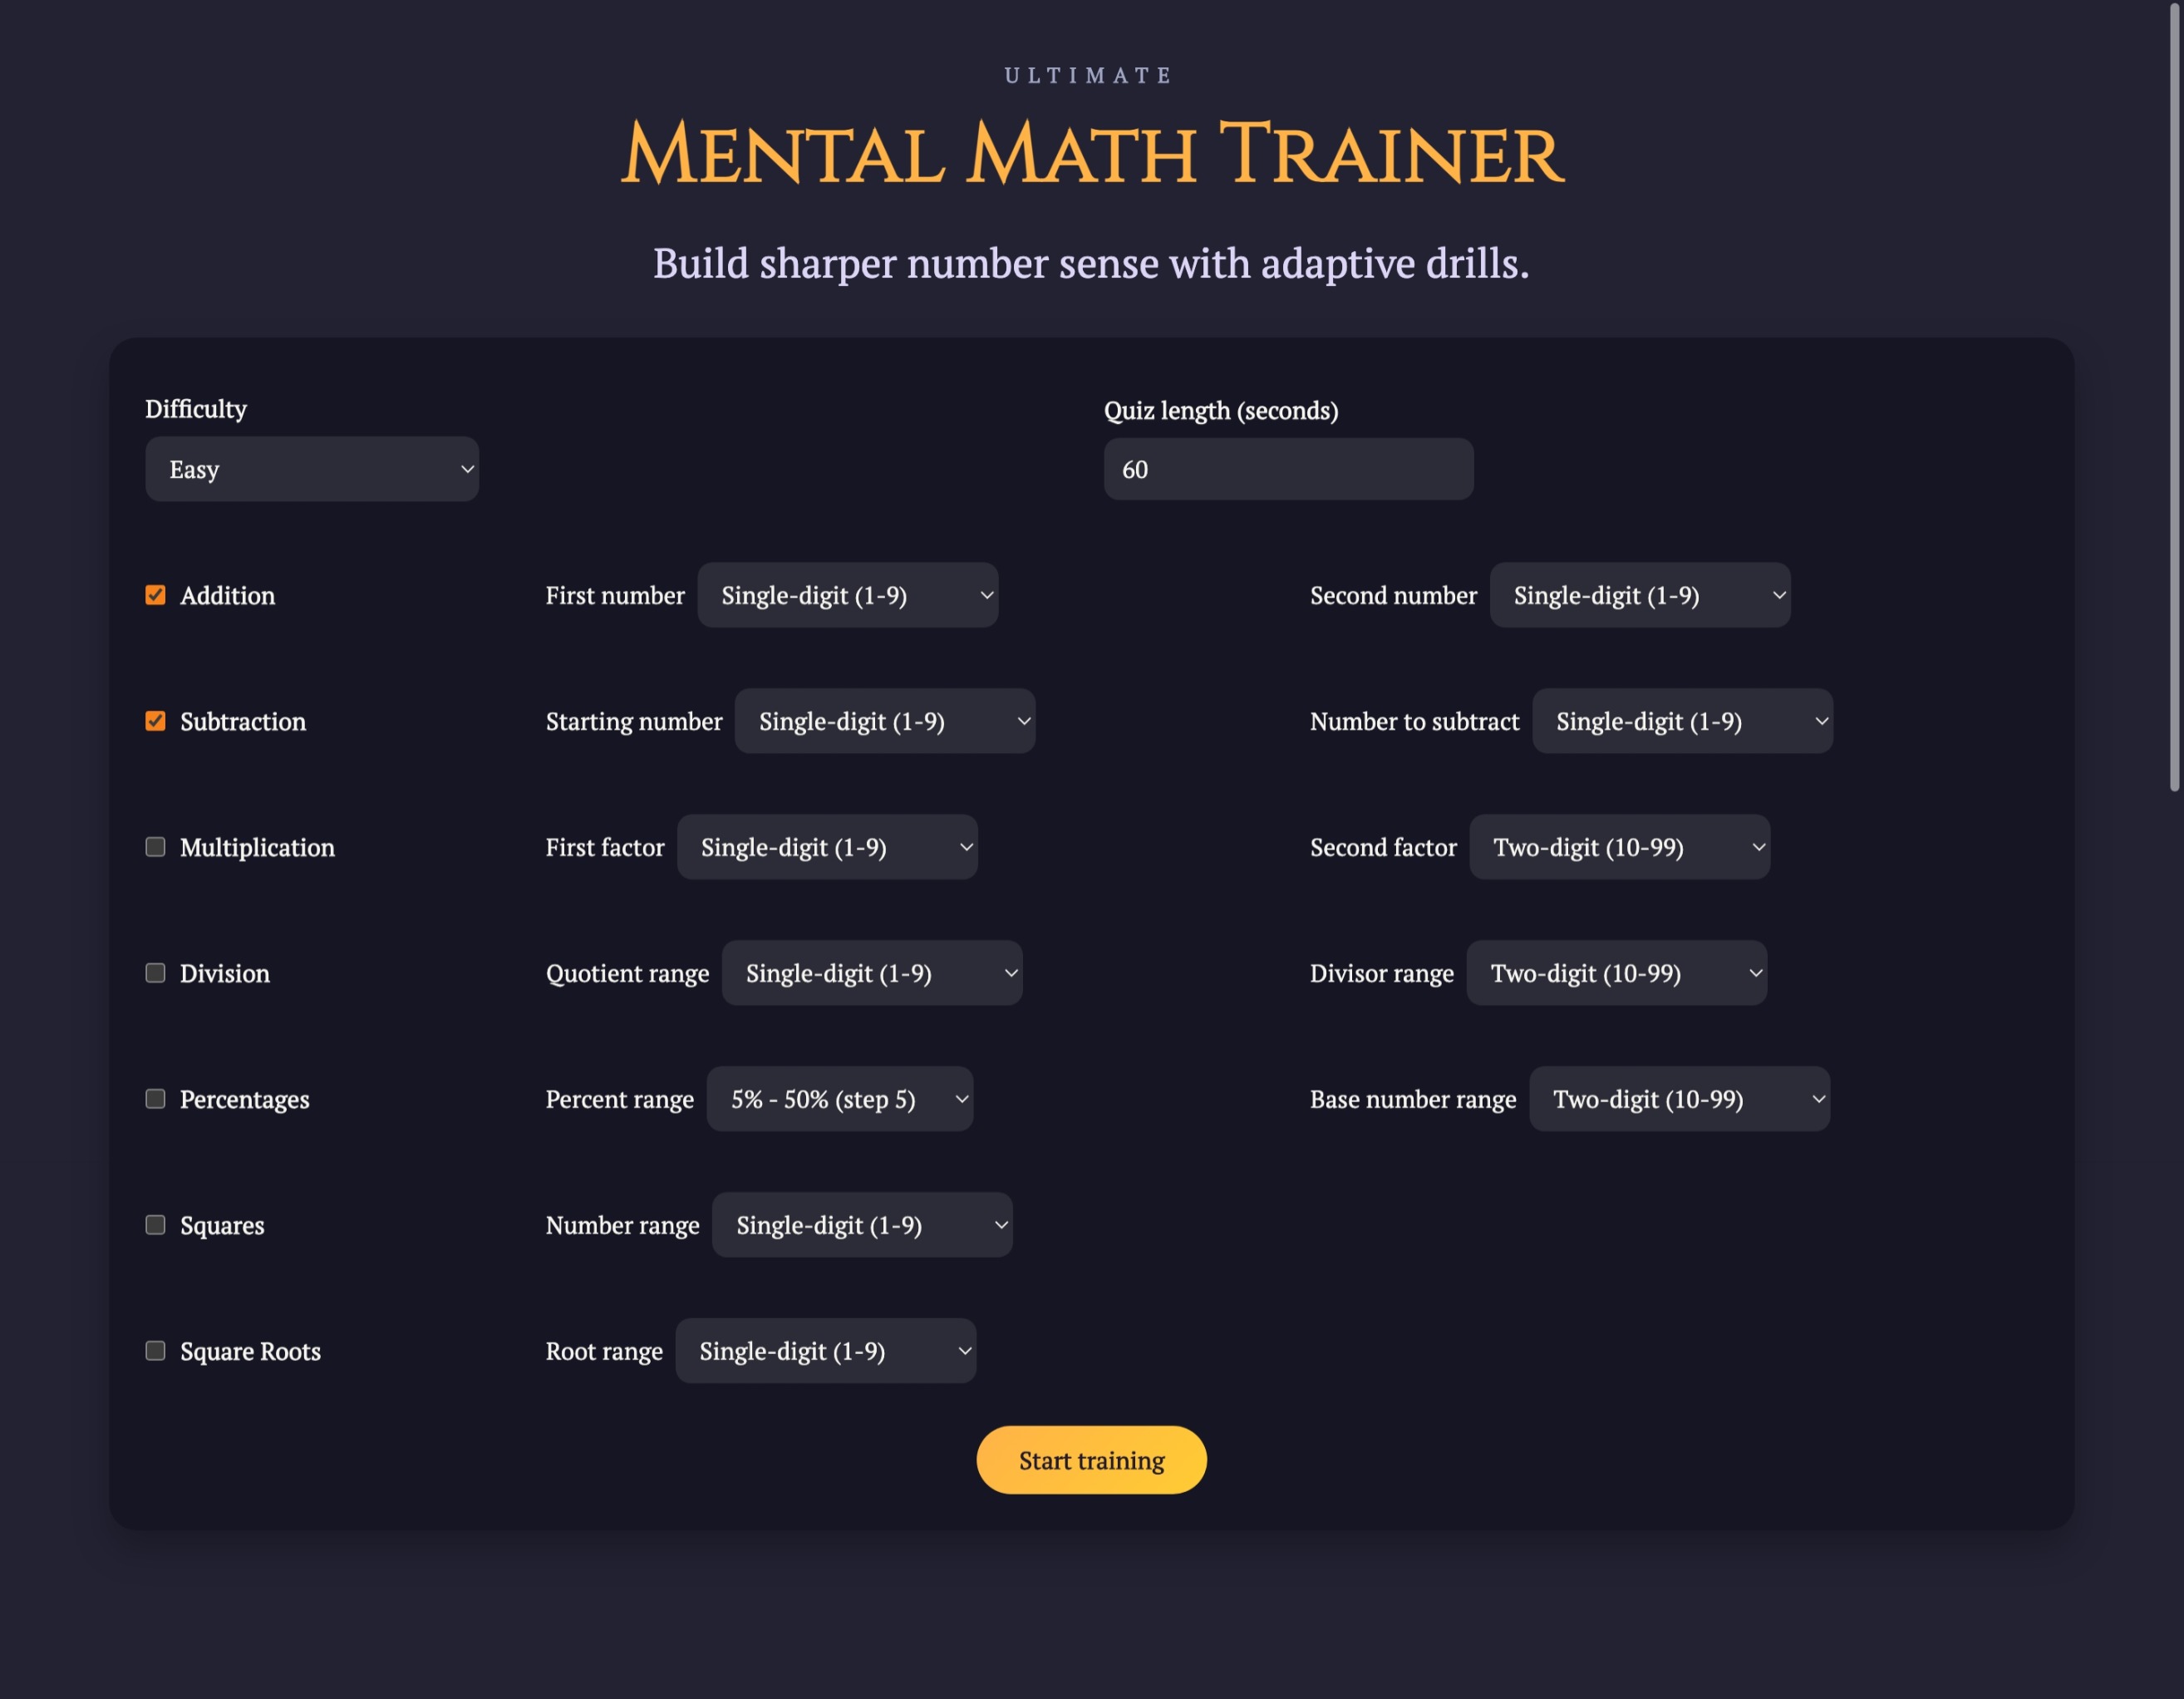 ULTIMATE
Mental Math Trainer
Build sharper number sense with adaptive drills.
Difficulty
Quiz length (seconds)
Easy
60
Addition First number Single-digit (1-9) Second number Single-digit (1-9)
Subtraction Starting number Single-digit (1-9) Number to subtract Single-digit (1-9)
Multiplication First factor Single-digit (1-9) Second factor Two-digit (10-99)
Division Quotient range Single-digit (1-9) Divisor range Two-digit (10-99)
Percentages Percent range 5% - 50% (step 5) Base number range Two-digit (10-99)
Squares Number range Single-digit (1-9)
Square Roots Root range Single-digit (1-9)
Start training